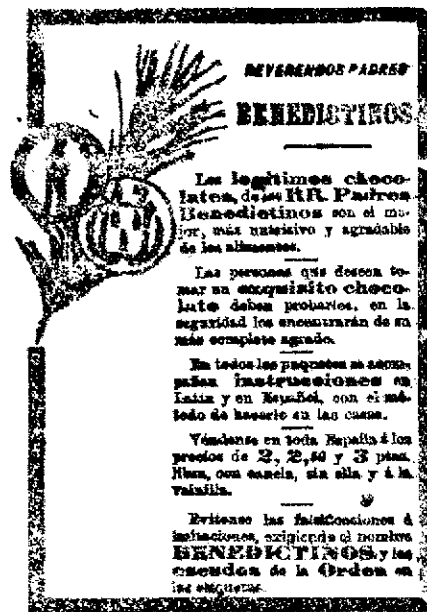 REVERENDOS PADRES
BENEDICTINOS
Los legítimos choco-
lates, de los RR. Padres
Benedictinos son el me-
jor, más nutritivo y agradable
de los alimentos.
Las personas que deseen to-
mar un exquisito choco-
late deben probarlos, en la
seguridad los encontrarán de su
más completo agrado.
En todos los paquetes se acom-
pañan instrucciones en
Latín y en Español, con el mé-
todo de hacerlo en las casas.
Véndense en toda España á los
precios de 2, 2,50 y 3 ptas.
libra, con canela, sin ella y á la
vainilla.
Evítense las falsificaciones é
imitaciones, exigiendo el nombre
BENEDICTINOS y los
escudos de la Orden en
las etiquetas.